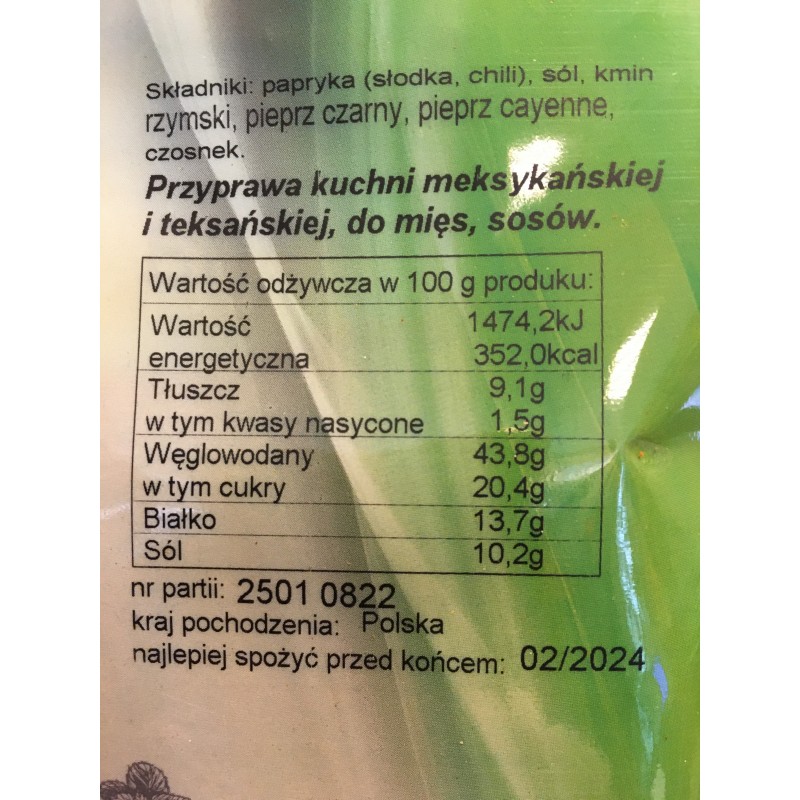 Składniki: papryka (słodka, chili), sól, kmin
rzymski, pieprz czarny, pieprz cayenne,
czosnek.
Przyprawa kuchni meksykańskiej
i teksańskiej, do mięs, sosów.
Wartość odżywcza w 100 g produku:
Wartość 1474,2kJ
energetyczna 352,0kcal
Tłuszcz 9,1g
w tym kwasy nasycone 1,5g
Węglowodany 43,8g
w tym cukry 20,4g
Białko 13,7g
Sól 10,2g
nr partii: 2501 0822
kraj pochodzenia: Polska
najlepiej spożyć przed końcem: 02/2024